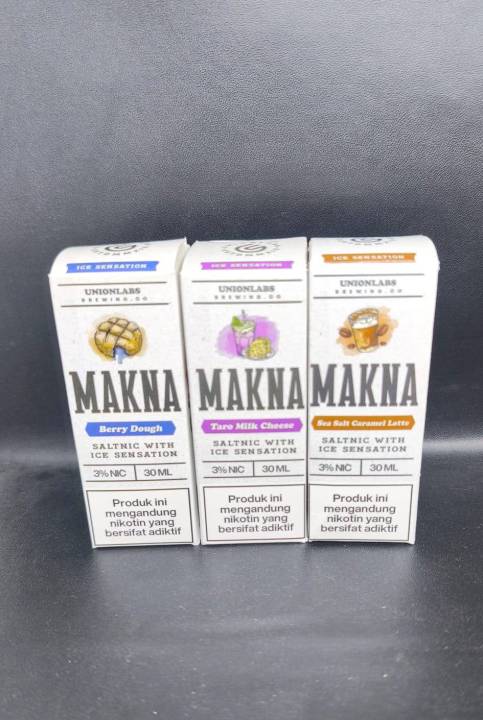 ICE SENSATION
UNIONLABS
BREWING.CO
MAKNA
Berry Dough
SALTNIC WITH
ICE SENSATION
3% NIC
30 ML
Produk ini
mengandung
nikotin yang
bersifat adiktif
ICE SENSATION
UNIONLABS
BREWING.CO
MAKNA
Taro Milk Cheese
SALTNIC WITH
ICE SENSATION
3% NIC
30 ML
Produk ini
mengandung
nikotin yang
bersifat adiktif
ICE SENSATION
UNIONLABS
BREWING.CO
MAKNA
Sea Salt Caramel Latte
SALTNIC WITH
ICE SENSATION
3% NIC
30 ML
Produk ini
mengandung
nikotin yang
bersifat adiktif